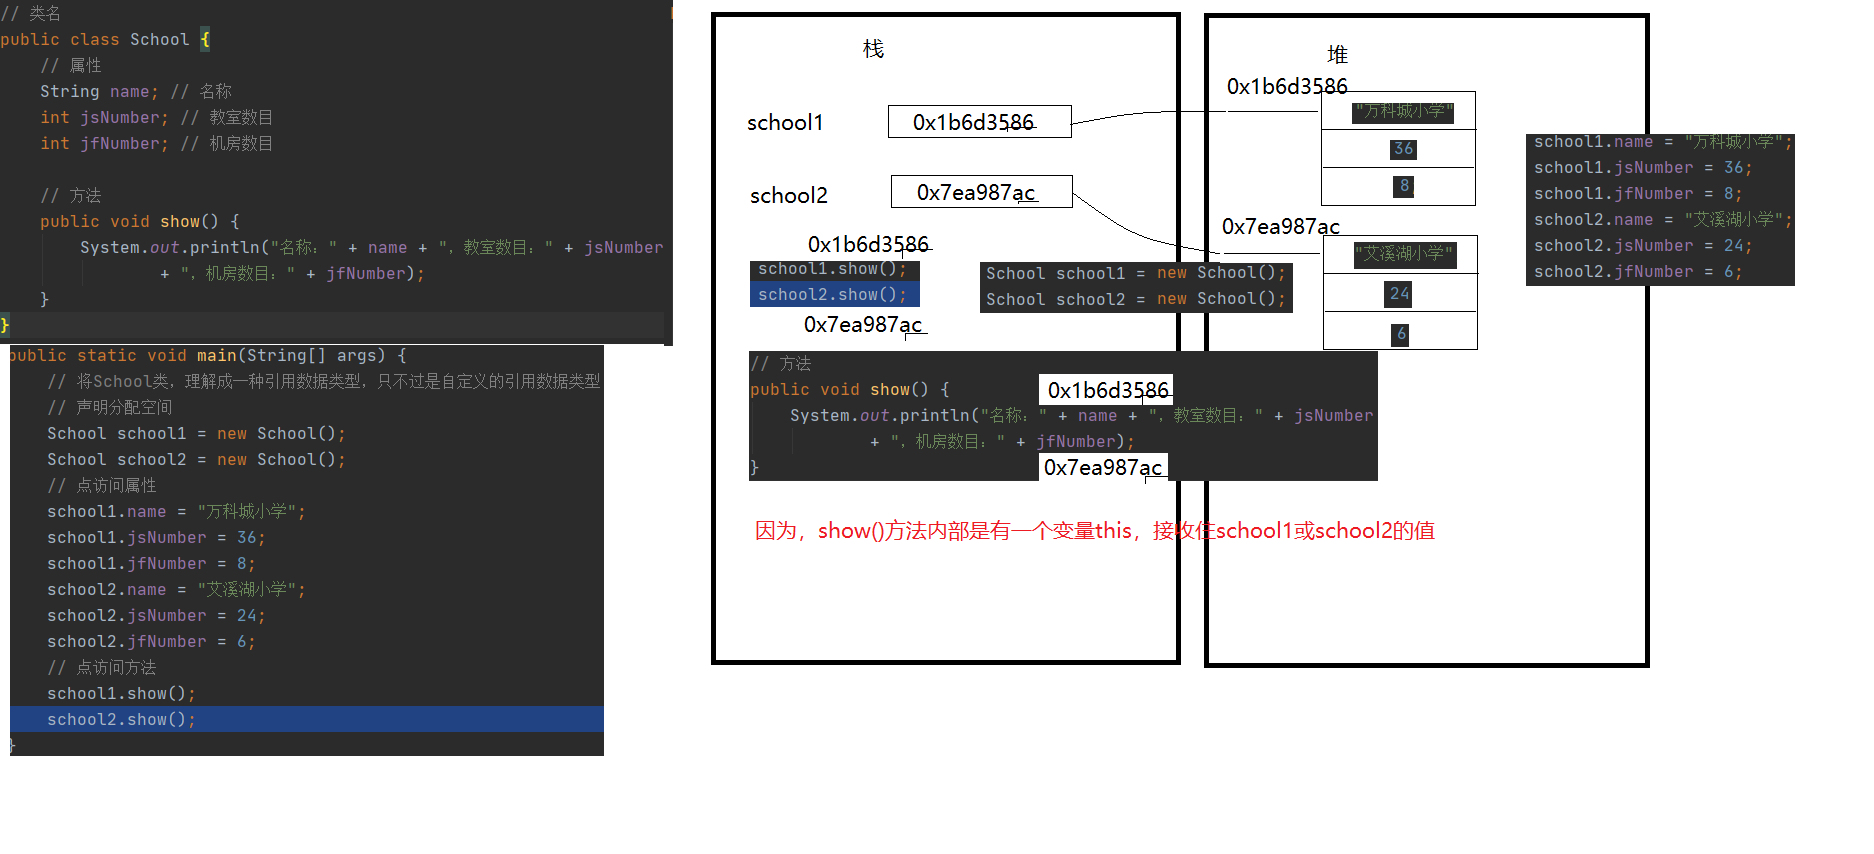 // 类名
public class School {
// 属性
String name; // 名称
int jsNumber; // 教室数目
int jfNumber; // 机房数目
// 方法
public void show() {
System.out.println("名称：" + name + "，教室数目：" + jsNumber
+ "，机房数目：" + jfNumber);
}
}
public static void main(String[] args) {
// 将School类，理解成一种引用数据类型，只不过是自定义的引用数据类型
// 声明分配空间
School school1 = new School();
School school2 = new School();
// 点访问属性
school1.name = "万科城小学";
school1.jsNumber = 36;
school1.jfNumber = 8;
school2.name = "艾溪湖小学";
school2.jsNumber = 24;
school2.jfNumber = 6;
// 点访问方法
school1.show();
school2.show();
}
栈
school1
0x1b6d3586
school2
0x7ea987ac
0x1b6d3586
school1.show();
school2.show();
0x7ea987ac
School school1 = new School();
School school2 = new School();
// 方法
public void show() {
0x1b6d3586
System.out.println("名称：" + name + "，教室数目：" + jsNumber
+ "，机房数目：" + jfNumber);
}
0x7ea987ac
因为，show()方法内部是有一个变量this，接收住school1或school2的值
堆
0x1b6d3586
"万科城小学"
36
8
0x7ea987ac
"艾溪湖小学"
24
6
school1.name = "万科城小学";
school1.jsNumber = 36;
school1.jfNumber = 8;
school2.name = "艾溪湖小学";
school2.jsNumber = 24;
school2.jfNumber = 6;